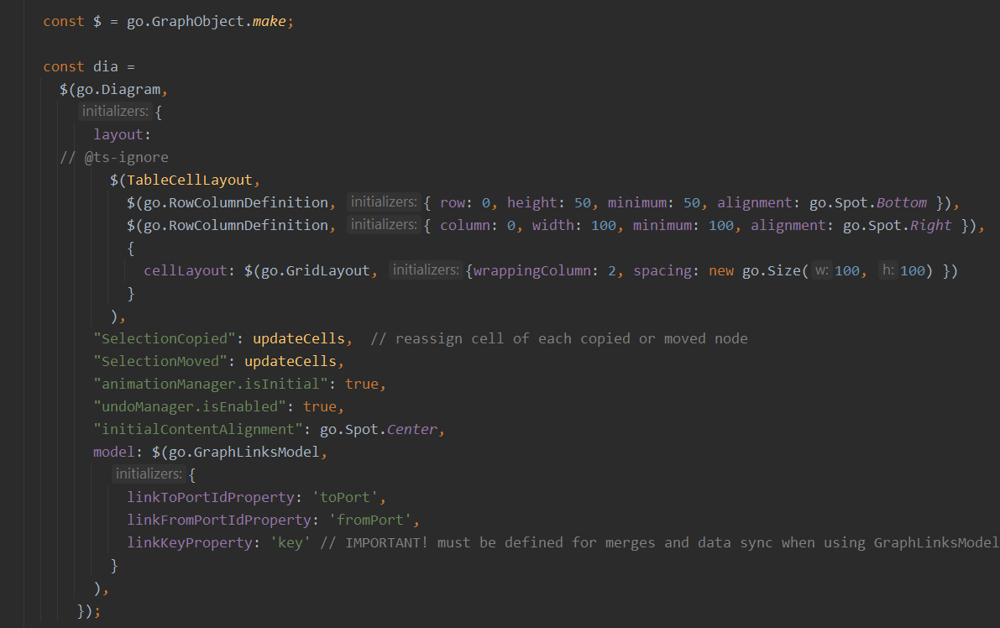 const $ = go.GraphObject.make;
const dia =
$(go.Diagram,
initializers: {
layout:
// @ts-ignore
$(TableCellLayout,
$(go.RowColumnDefinition, initializers: { row: 0, height: 50, minimum: 50, alignment: go.Spot.Bottom }),
$(go.RowColumnDefinition, initializers: { column: 0, width: 100, minimum: 100, alignment: go.Spot.Right }),
{
cellLayout: $(go.GridLayout, initializers: {wrappingColumn: 2, spacing: new go.Size( w: 100, h: 100) })
}
),
"SelectionCopied": updateCells, // reassign cell of each copied or moved node
"SelectionMoved": updateCells,
"animationManager.isInitial": true,
"undoManager.isEnabled": true,
"initialContentAlignment": go.Spot.Center,
model: $(go.GraphLinksModel,
initializers: {
linkToPortIdProperty: 'toPort',
linkFromPortIdProperty: 'fromPort',
linkKeyProperty: 'key' // IMPORTANT! must be defined for merges and data sync when using GraphLinksModel
}
),
});